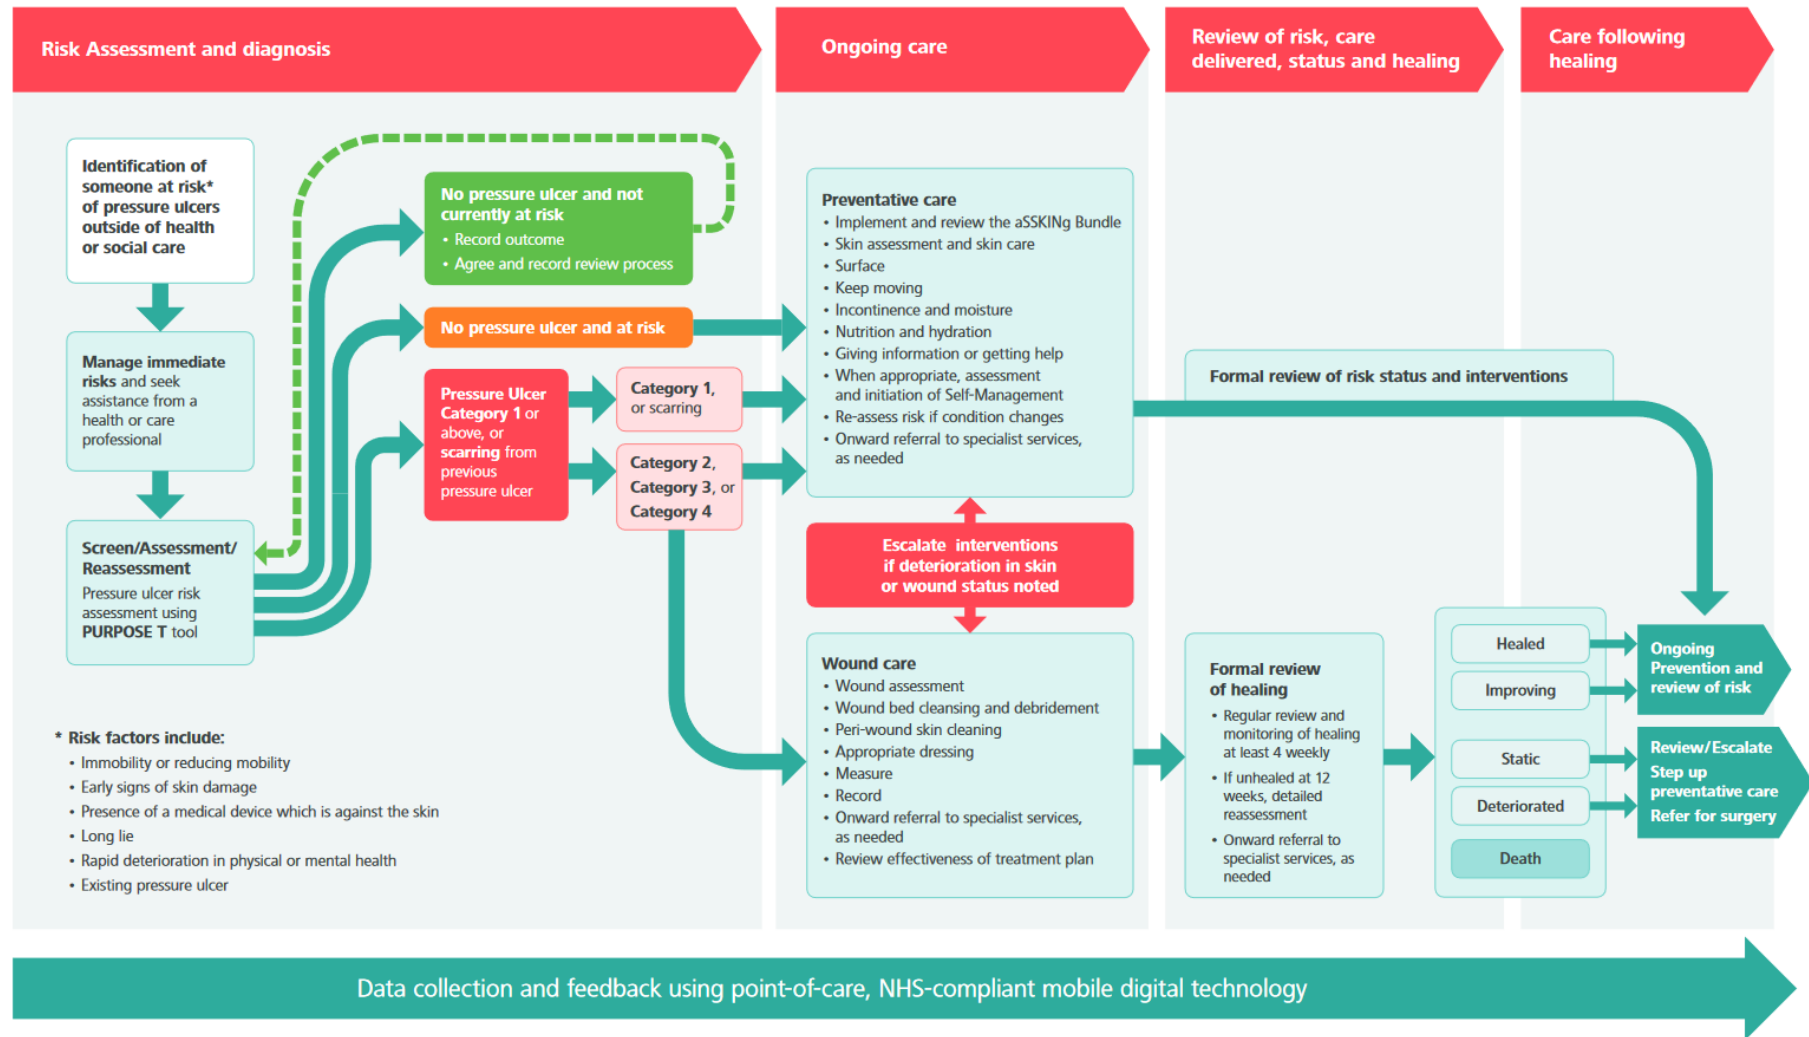 Risk Assessment and diagnosis
Ongoing care
Review of risk, care
delivered, status and healing
Care following
healing
Identification of
someone at risk*
of pressure ulcers
outside of health
or social care
Manage immediate
risks and seek
assistance from a
health or care
professional
Screen/Assessment/
Reassessment
Pressure ulcer risk
assessment using
PURPOSE T tool
No pressure ulcer and not
currently at risk
• Record outcome
• Agree and record review process
No pressure ulcer and at risk
Pressure Ulcer
Category 1 or
above, or
scarring from
previous
pressure ulcer
Category 1,
or scarring
Category 2,
Category 3, or
Category 4
* Risk factors include:
• Immobility or reducing mobility
• Early signs of skin damage
• Presence of a medical device which is against the skin
• Long lie
• Rapid deterioration in physical or mental health
• Existing pressure ulcer
Preventative care
• Implement and review the aSSKINg Bundle
• Skin assessment and skin care
• Surface
• Keep moving
• Incontinence and moisture
• Nutrition and hydration
• Giving information or getting help
• When appropriate, assessment
and initiation of Self-Management
• Re-assess risk if condition changes
• Onward referral to specialist services,
as needed
Escalate interventions
if deterioration in skin
or wound status noted
Wound care
• Wound assessment
• Wound bed cleansing and debridement
• Peri-wound skin cleaning
• Appropriate dressing
• Measure
• Record
• Onward referral to specialist services,
as needed
• Review effectiveness of treatment plan
Formal review of risk status and interventions
Formal review
of healing
• Regular review and
monitoring of healing
at least 4 weekly
• If unhealed at 12
weeks, detailed
reassessment
• Onward referral to
specialist services, as
needed
Healed
Improving
Static
Deteriorated
Death
Ongoing
Prevention and
review of risk
Review/Escalate
Step up
preventative care
Refer for surgery
Data collection and feedback using point-of-care, NHS-compliant mobile digital technology